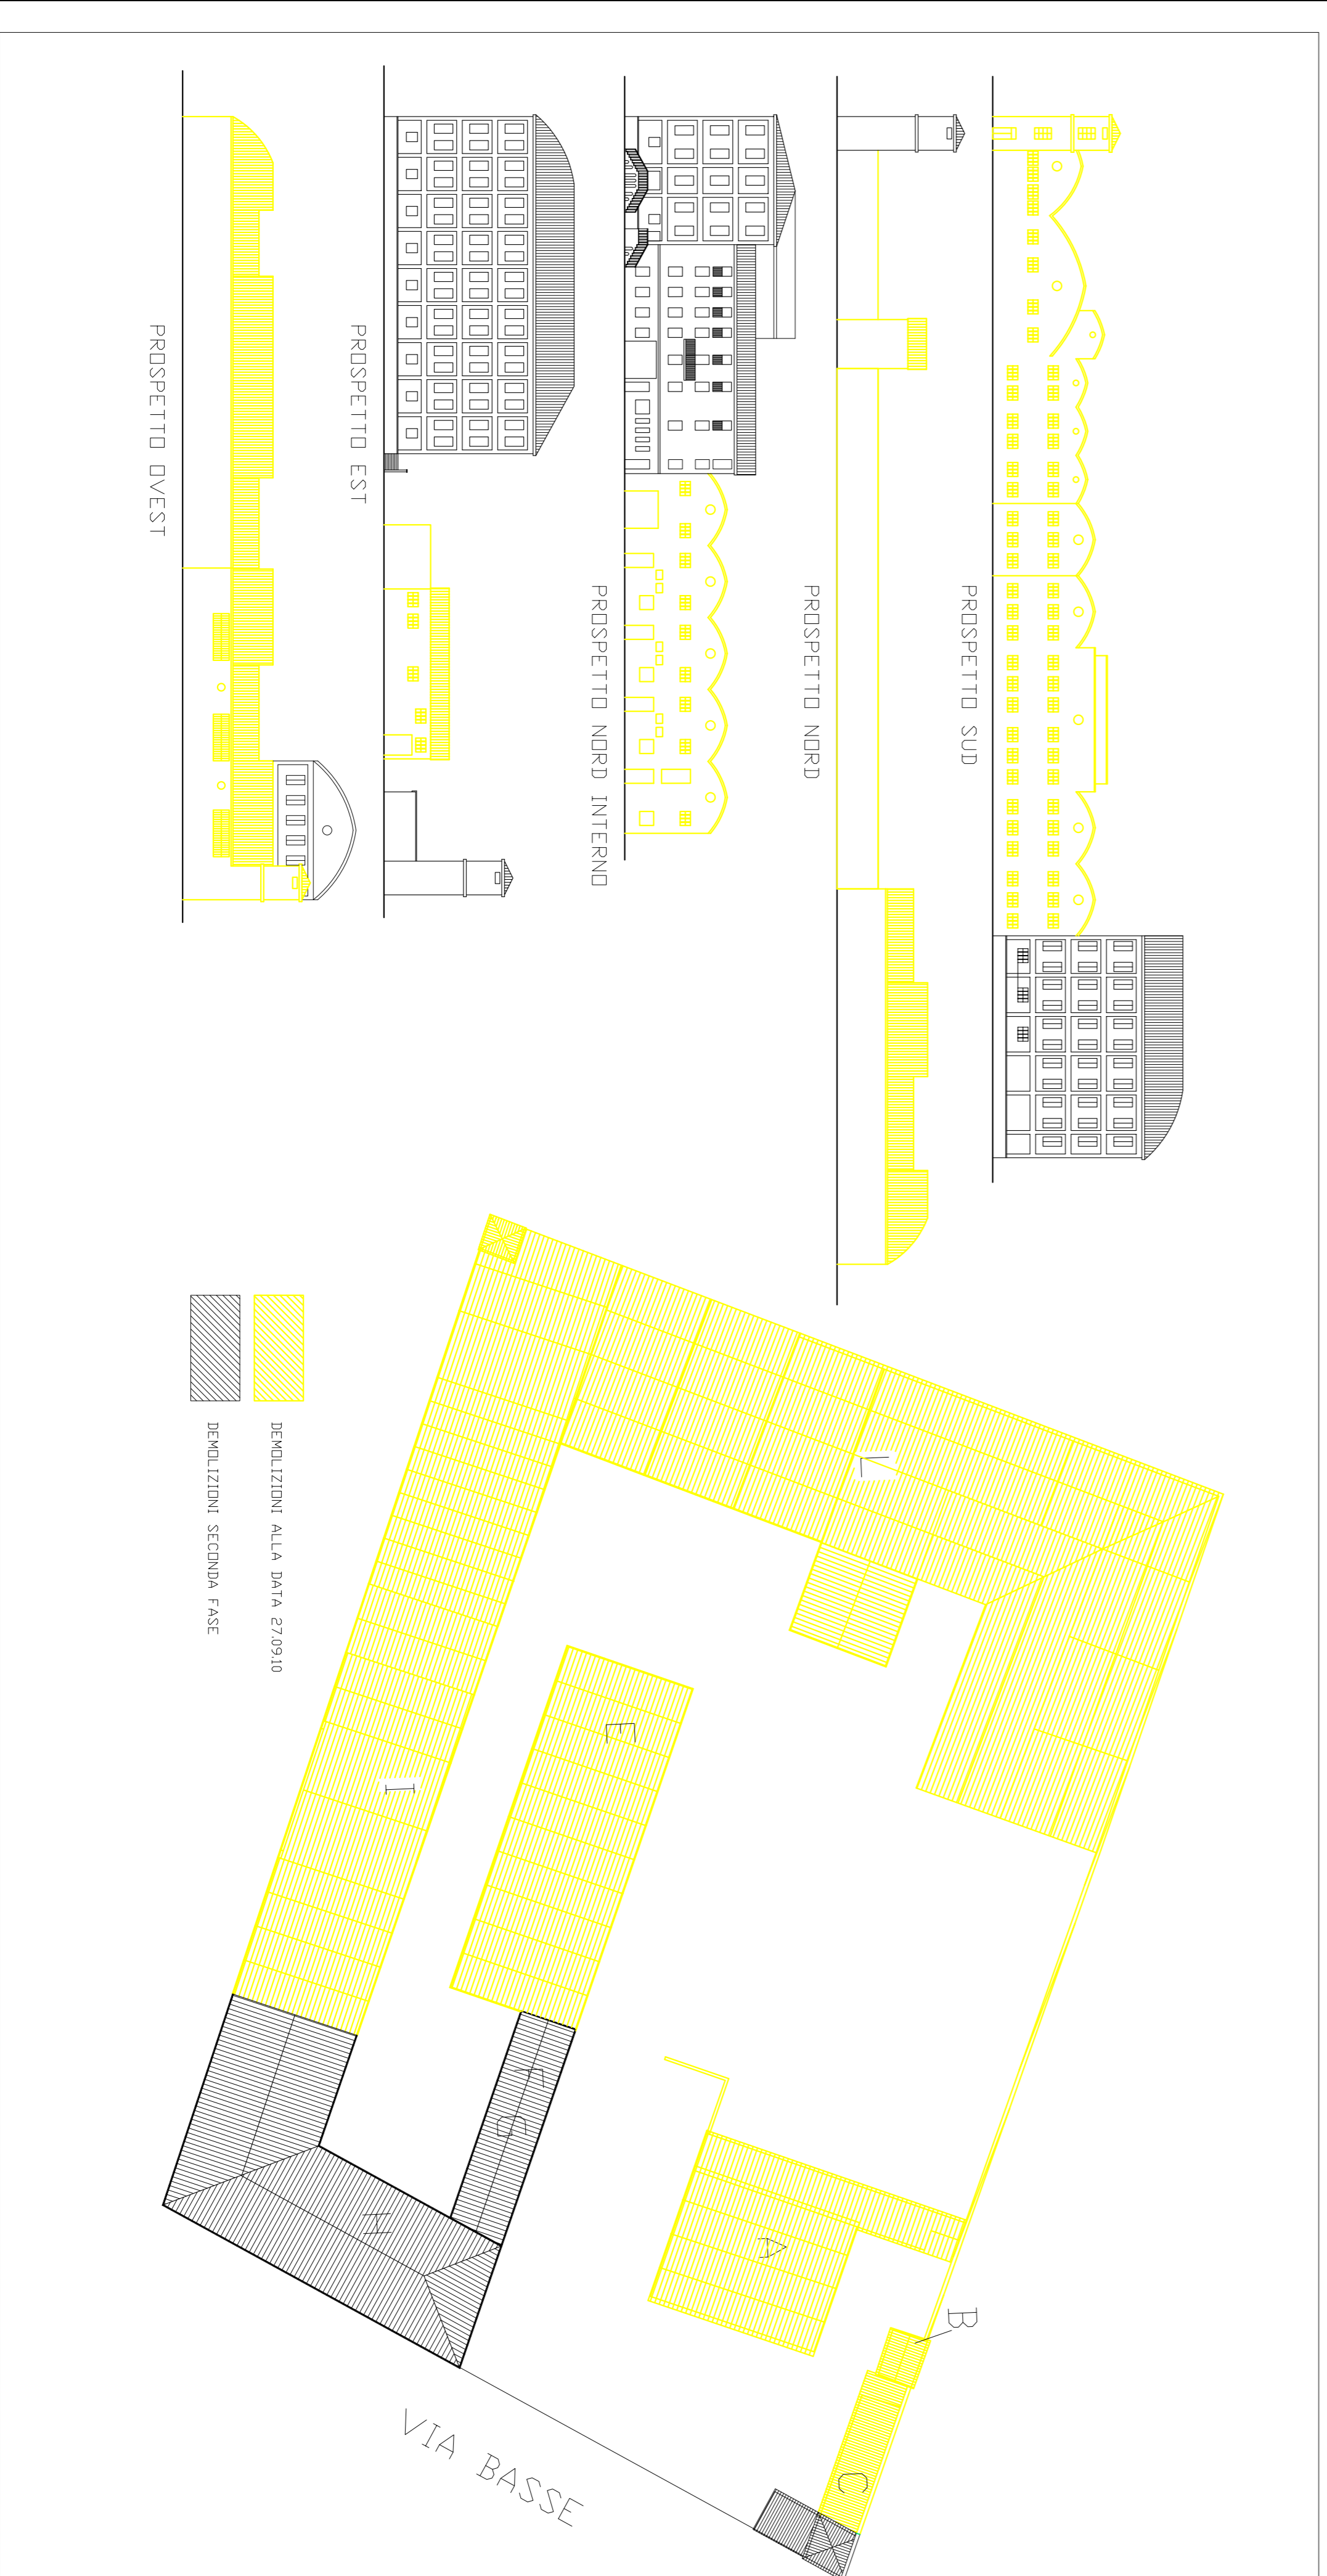 PROSPETTO SUD
PROSPETTO NORD
PROSPETTO NORD INTERNO
PROSPETTO EST
PROSPETTO OVEST
L
E
I
F
G
H
A
B
C
VIA BASSE
DEMOLIZIONI ALLA DATA 27.09.10
DEMOLIZIONI SECONDA FASE